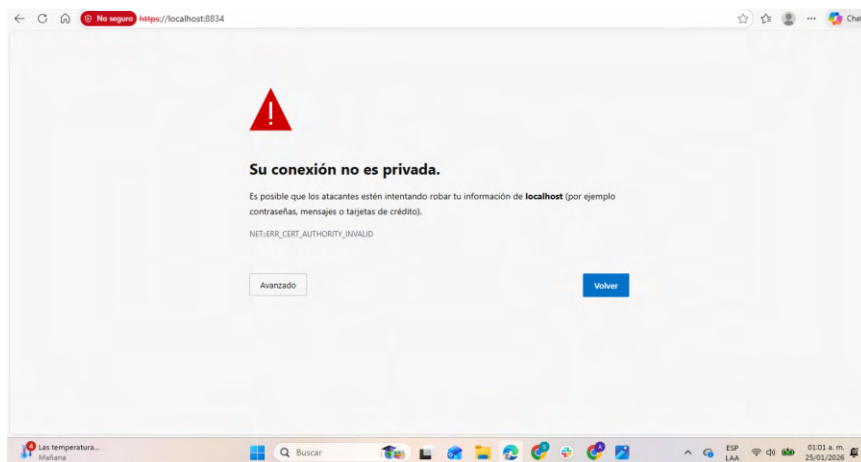 No seguro https://localhost:8834
Chat
Su conexión no es privada.
Es posible que los atacantes estén intentando robar tu información de localhost (por ejemplo
contraseñas, mensajes o tarjetas de crédito).
NET::ERR_CERT_AUTHORITY_INVALID
Avanzado
Volver
4
Las temperatura...
Mañana
Buscar
ESP
LAA
01:01 a. m.
25/01/2026